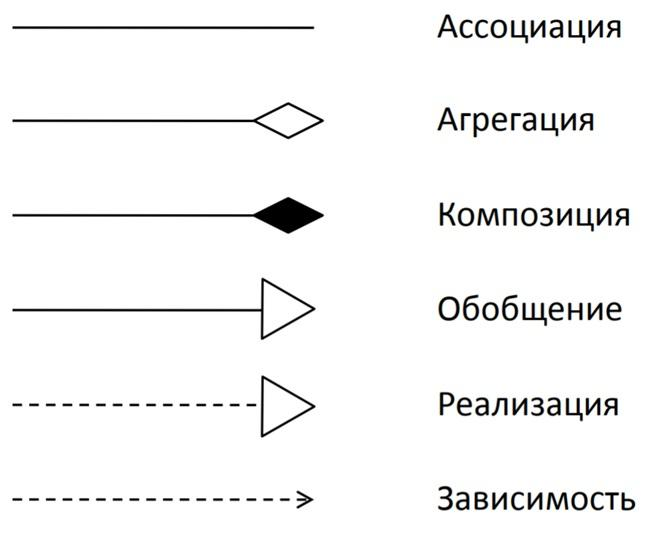 Ассоциация
Агрегация
Композиция
Обобщение
Реализация
Зависимость